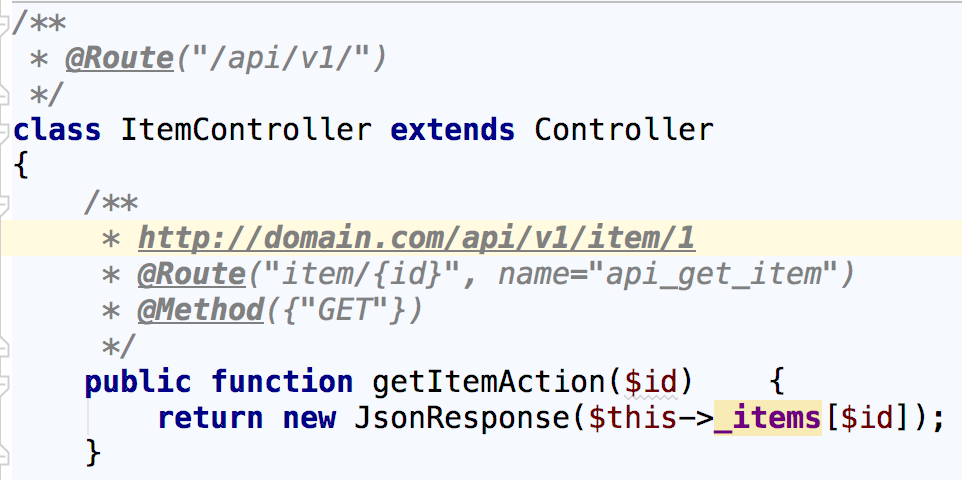 /**
 * @Route("/api/v1/")
 */
class ItemController extends Controller
{
    /**
     * http://domain.com/api/v1/item/1
     * @Route("item/{id}", name="api_get_item")
     * @Method({"GET"})
     */
    public function getItemAction($id)    {
        return new JsonResponse($this->_items[$id]);
    }